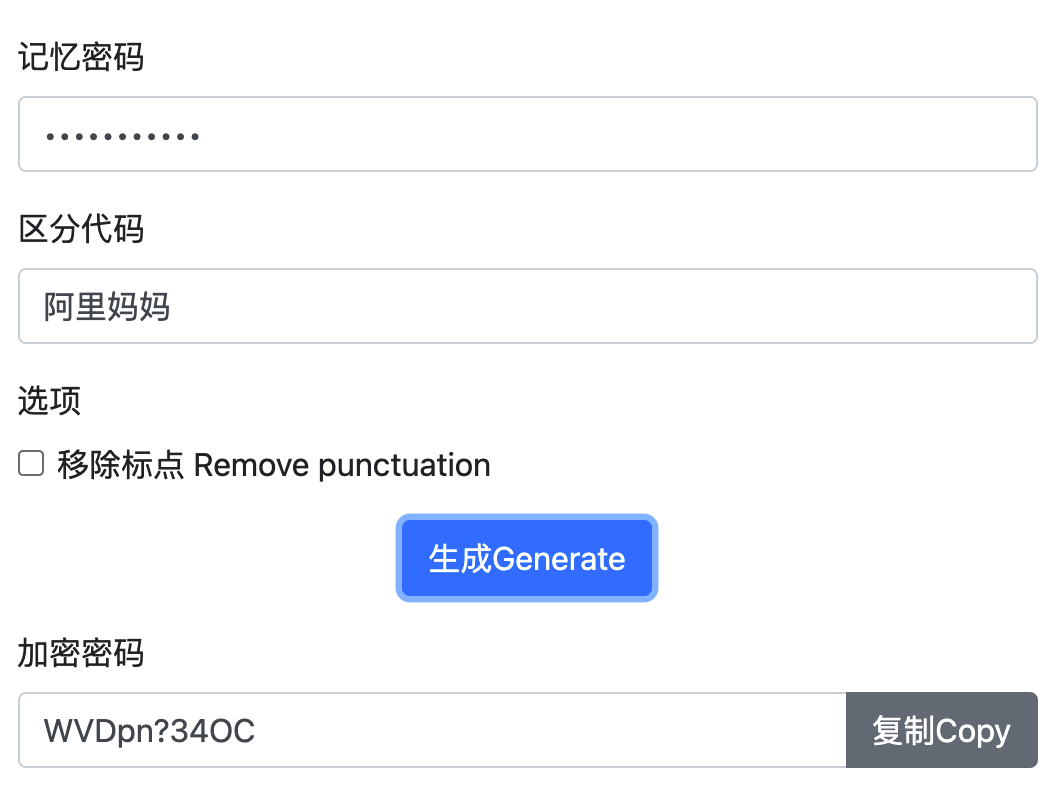 记忆密码
•••••••••••
区分代码
阿里妈妈
选项
移除标点 Remove punctuation
生成Generate
加密密码
WVDpn?34OC
复制Copy